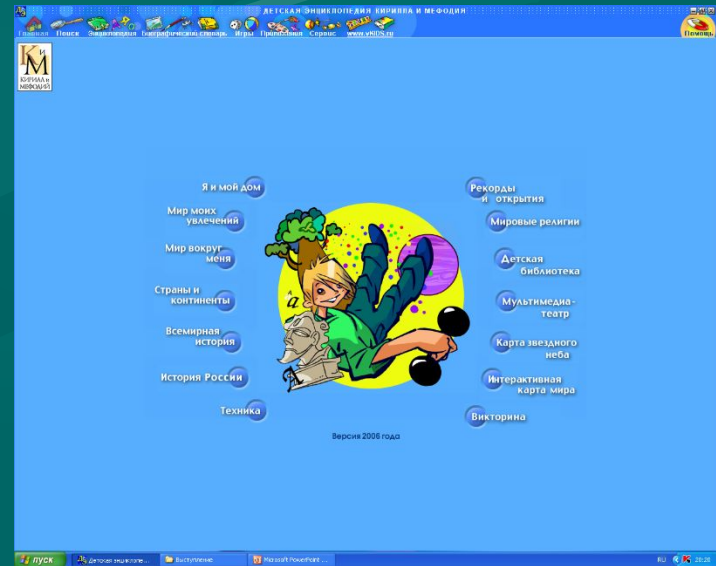 ДЕТСКАЯ ЭНЦИКЛОПЕДИЯ КИРИЛЛА И МЕФОДИЯ
Главная Поиск Энциклопедия Биографический словарь Игры Приложения Сервис www.vkids.ru Помощь
К и М
КИРИЛЛ и
МЕФОДИЙ
Я и мой дом
Мир моих
увлечений
Мир вокруг
меня
Страны и
континенты
Всемирная
история
История России
Техника
Рекорды
и открытия
Мировые религии
Детская
библиотека
Мультимедиа-
театр
Карта звездного
неба
Интерактивная
карта мира
Викторина
а
Версия 2006 года
пуск Детская энциклопе... Выступление Microsoft PowerPoint ... RU 20:20